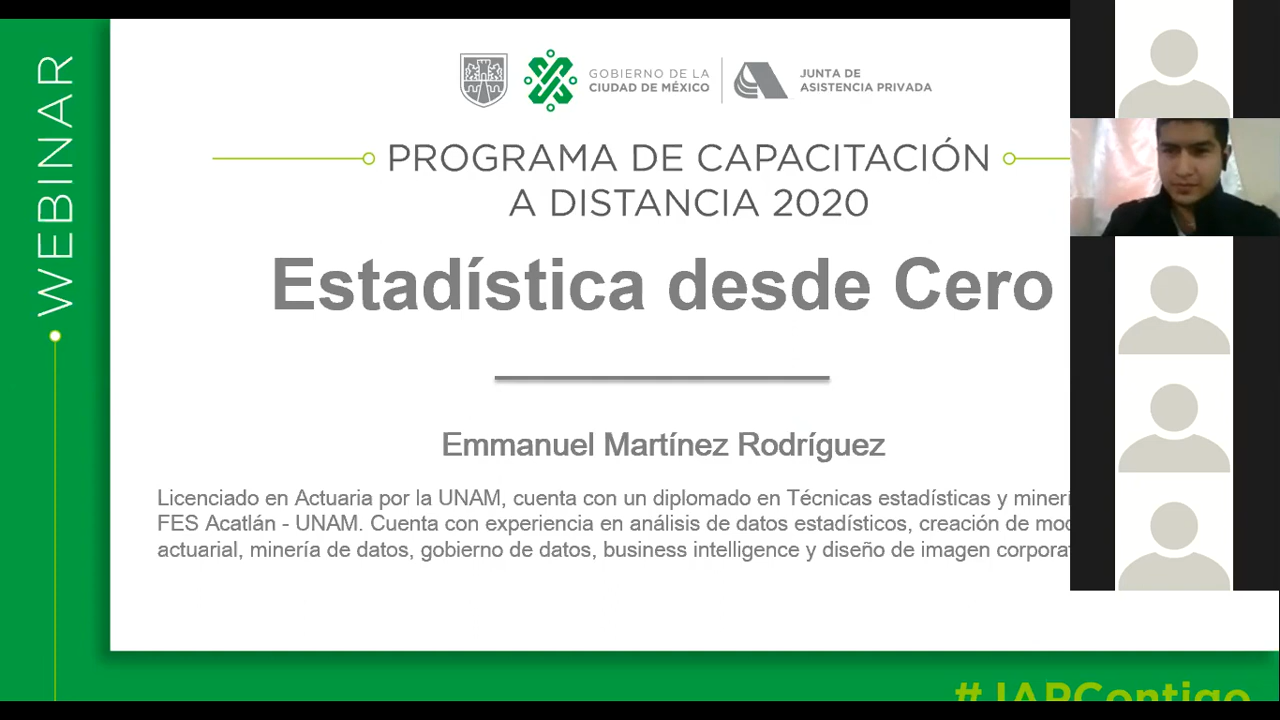 WEBINAR
GOBIERNO DE LA
CIUDAD DE MÉXICO
JUNTA DE
ASISTENCIA PRIVADA
PROGRAMA DE CAPACITACIÓN
A DISTANCIA 2020
Estadística desde Cero
Emmanuel Martínez Rodríguez
Licenciado en Actuaria por la UNAM, cuenta con un diplomado en Técnicas estadísticas y minerí
FES Acatlán - UNAM. Cuenta con experiencia en análisis de datos estadísticos, creación de mod
actuarial, minería de datos, gobierno de datos, business intelligence y diseño de imagen corporat
#JAPContigo